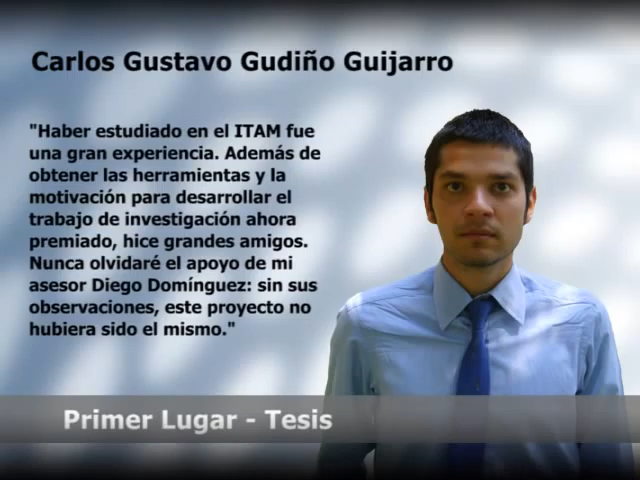 Carlos Gustavo Gudiño Guijarro
"Haber estudiado en el ITAM fue
una gran experiencia. Además de
obtener las herramientas y la
motivación para desarrollar el
trabajo de investigación ahora
premiado, hice grandes amigos.
Nunca olvidaré el apoyo de mi
asesor Diego Domínguez: sin sus
observaciones, este proyecto no
hubiera sido el mismo."
Primer Lugar - Tesis